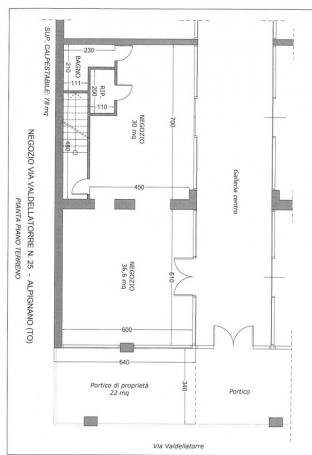 SUP. CALPESTABILE: 78 mq
NEGOZIO VIA VALDELLATORRE N. 25 - ALPIGNANO (TO)
PIANTA PIANO TERRENO
230
BAGNO
210
111
RIP.
200
110
480
NEGOZIO
30 mq
700
450
Galleria centro
NEGOZIO
36,6 mq
610
600
640
Portico di proprietà
22 mq
340
Portico
Via Valdellatorre